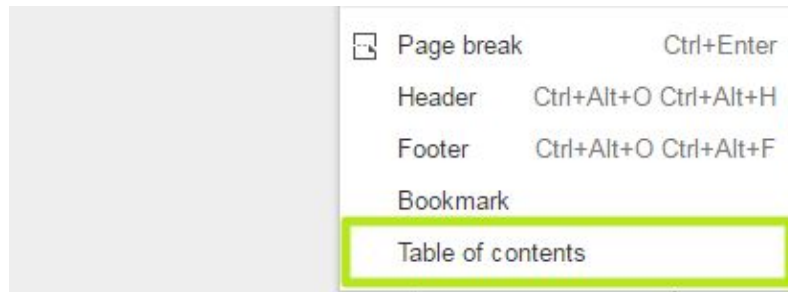 Page break Ctrl+Enter
Header Ctrl+Alt+O Ctrl+Alt+H
Footer Ctrl+Alt+O Ctrl+Alt+F
Bookmark
Table of contents